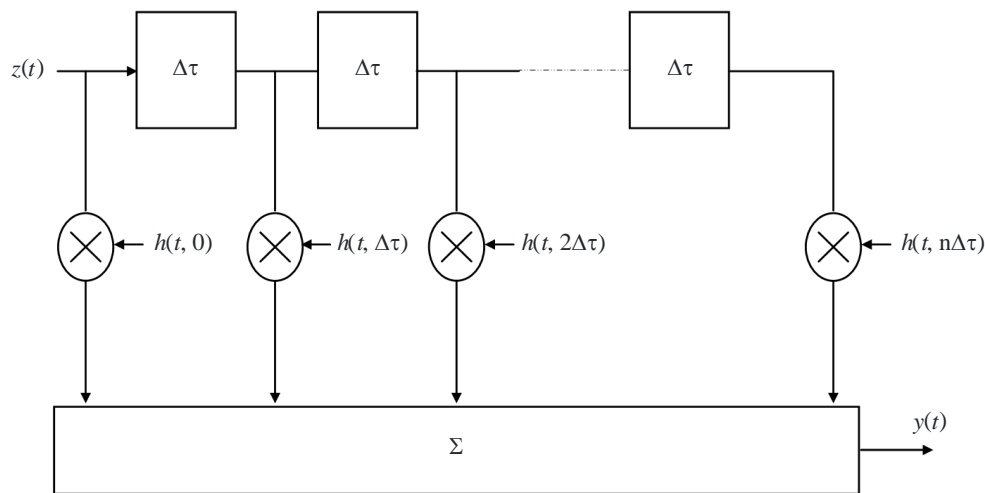 z(t)
Δτ
Δτ
Δτ
h(t, 0)
h(t, Δτ)
h(t, 2Δτ)
h(t, nΔτ)
y(t)
Σ